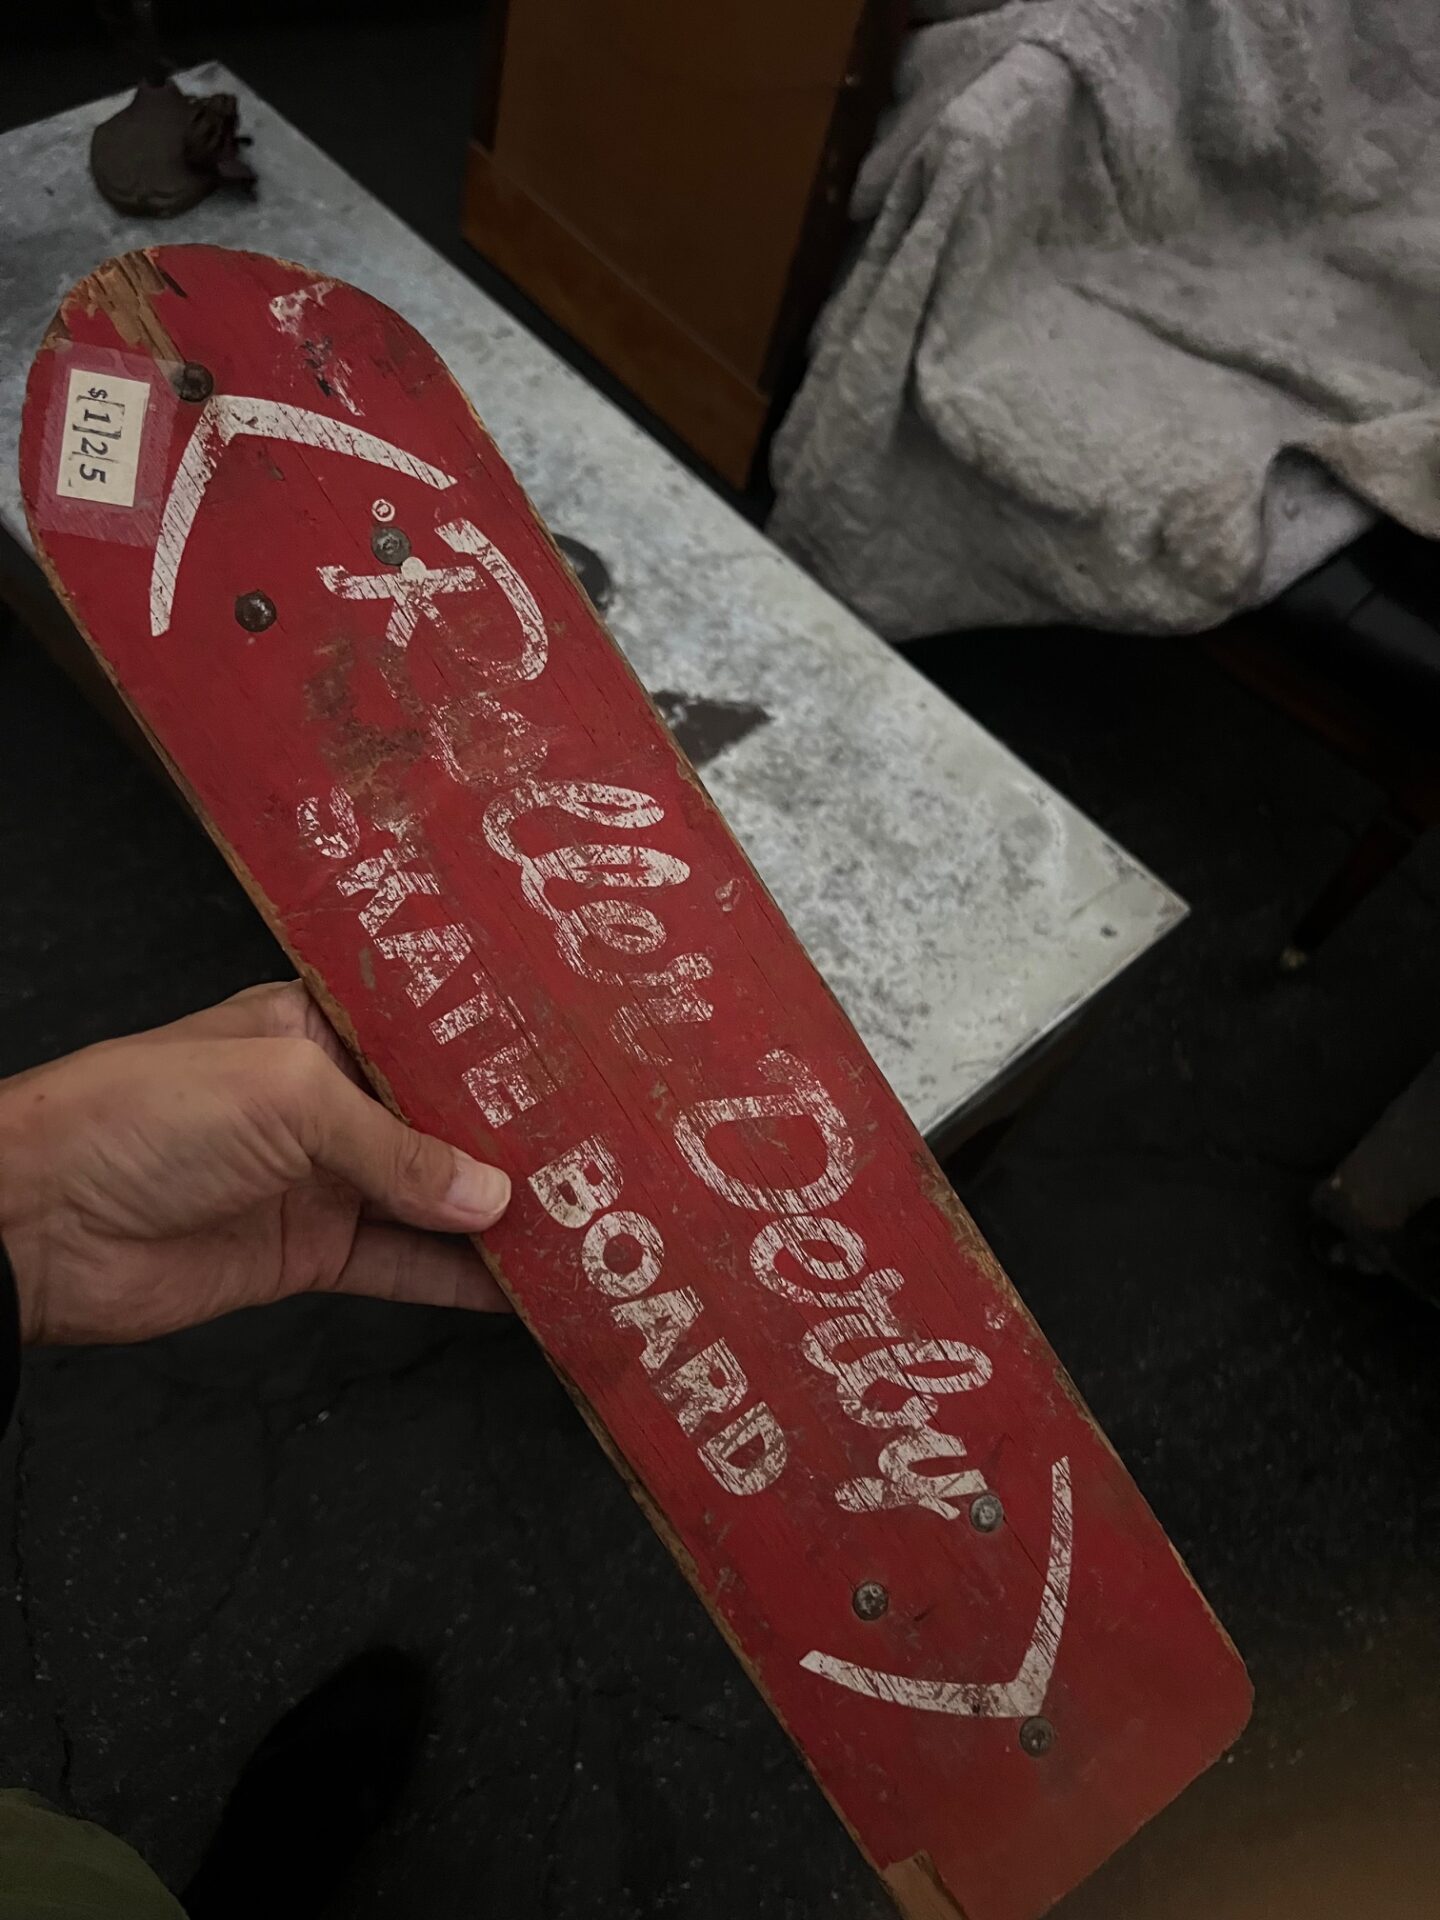 $125
Roller Derby®
SKATE BOARD